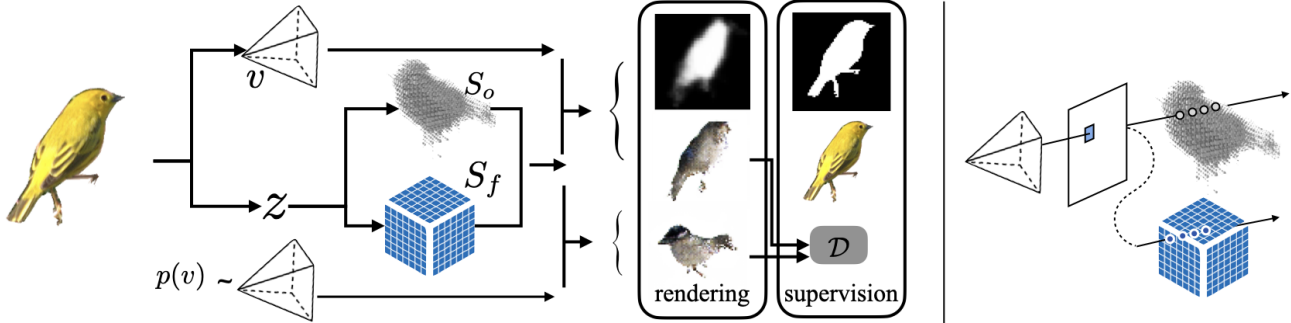 v
S_o
S_f
z
p(v) ~
D
rendering
supervision